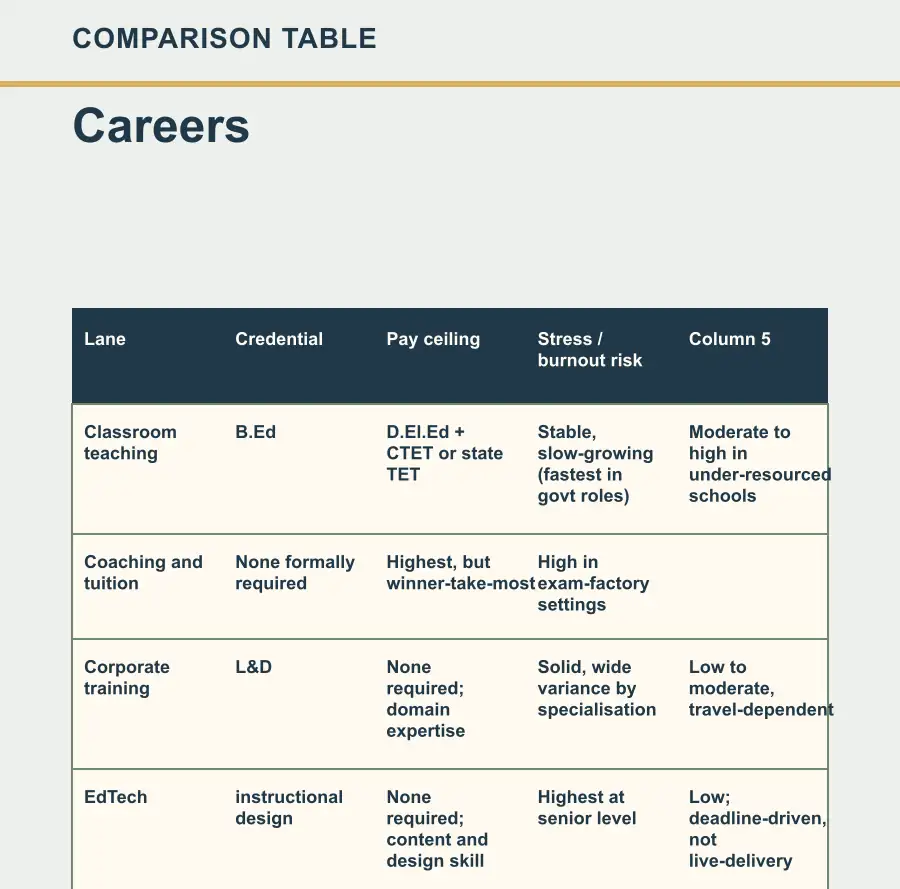 COMPARISON TABLE
Careers
Lane
Credential
Pay ceiling
Stress /
burnout risk
Column 5
Classroom
teaching
B.Ed
D.El.Ed +
CTET or state
TET
Stable,
slow-growing
(fastest in
govt roles)
Moderate to
high in
under-resourced
schools
Coaching and
tuition
None formally
required
Highest, but
winner-take-most
High in
exam-factory
settings
Corporate
training
L&D
None
required;
domain
expertise
Solid, wide
variance by
specialisation
Low to
moderate,
travel-dependent
EdTech
instructional
design
None
required;
content and
design skill
Highest at
senior level
Low;
deadline-driven,
not
live-delivery